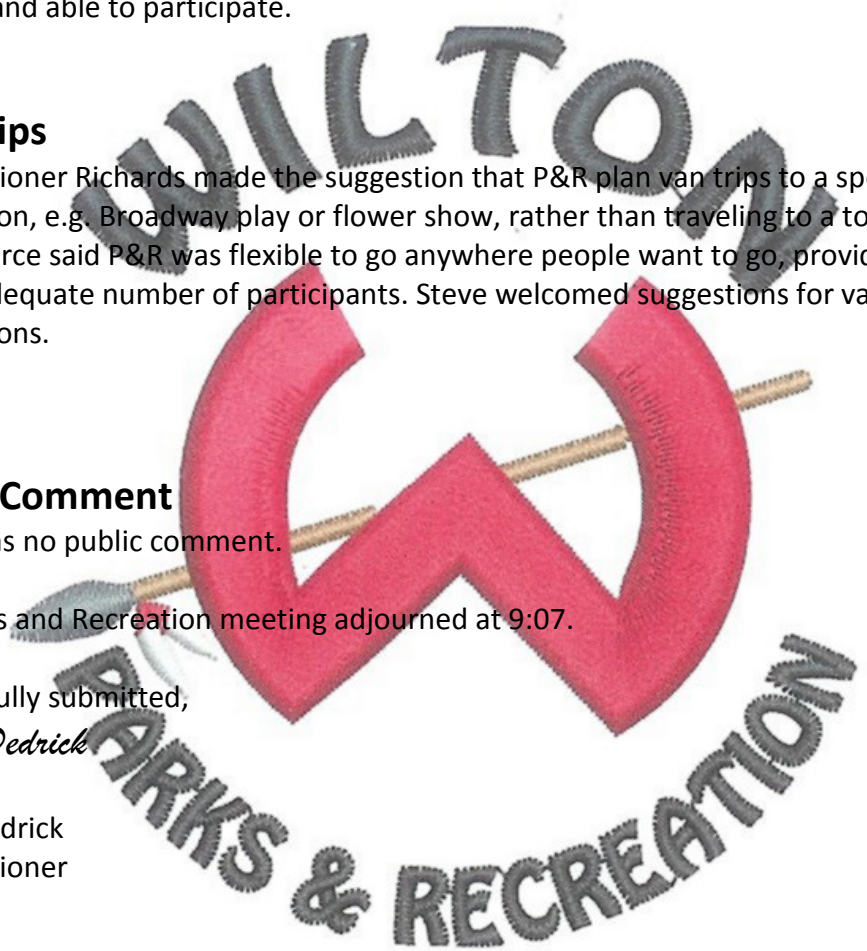 and able to participate.
WILTON
ips
ioner Richards made the suggestion that P&R plan van trips to a spe
on, e.g. Broadway play or flower show, rather than traveling to a to
rce said P&R was flexible to go anywhere people want to go, provid
dequate number of participants. Steve welcomed suggestions for va
ons.
Comment
as no public comment.
s and Recreation meeting adjourned at 9:07.
ully submitted,
Dedrick
drick
ioner
PARKS & RECREATION